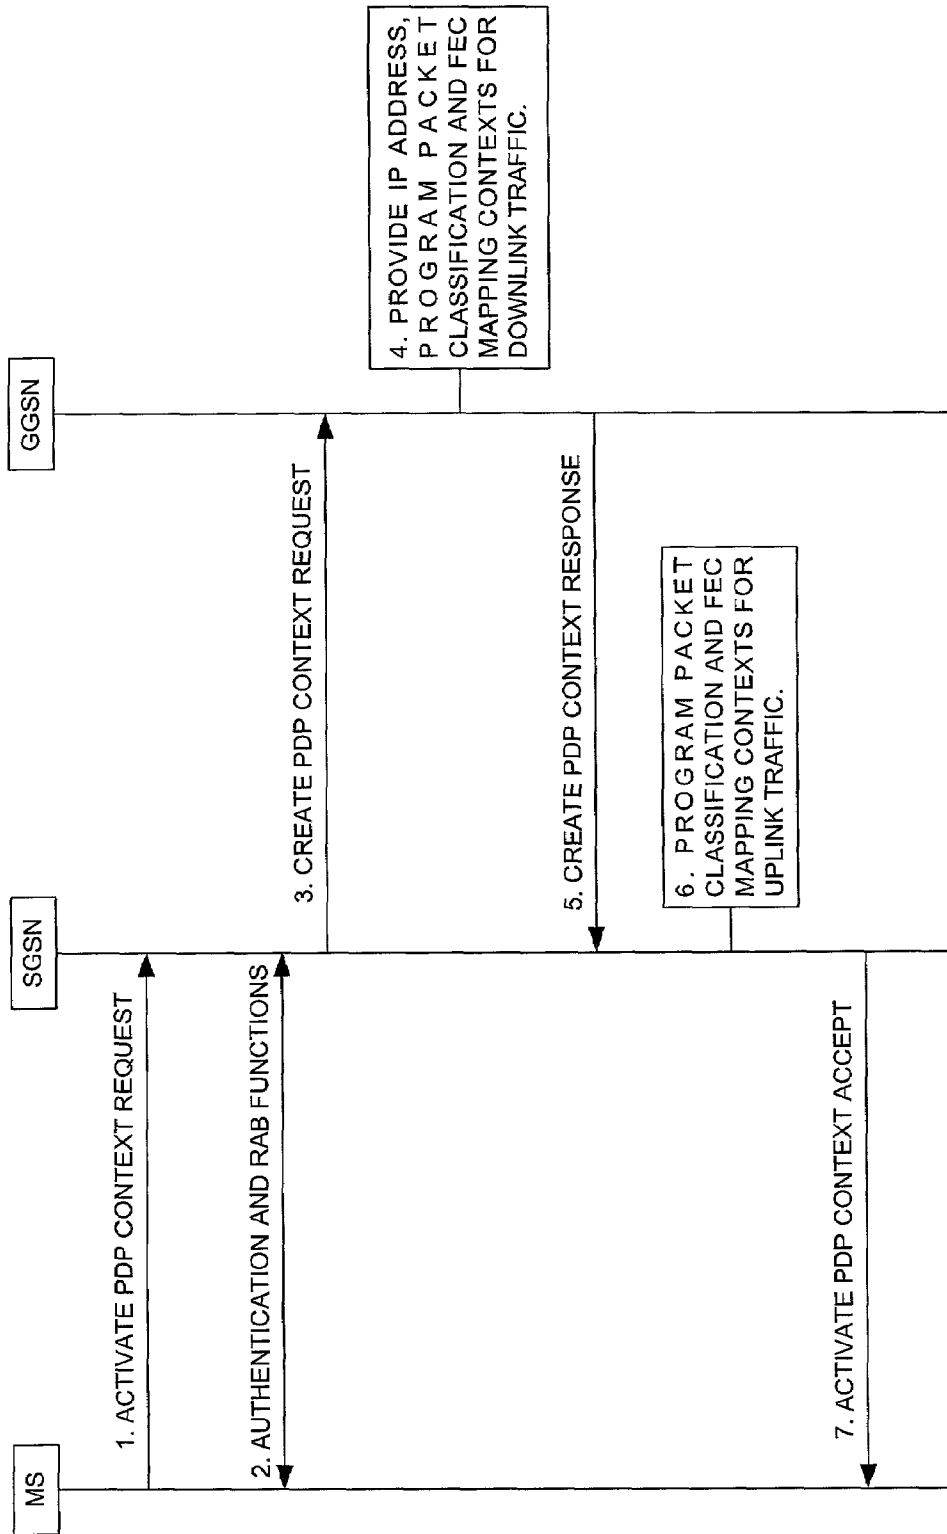 MS
SGSN
GGSN
1. ACTIVATE PDP CONTEXT REQUEST
2. AUTHENTICATION AND RAB FUNCTIONS
3. CREATE PDP CONTEXT REQUEST
4. PROVIDE IP ADDRESS,
PROGRAM PACKET
CLASSIFICATION AND FEC
MAPPING CONTEXTS FOR
DOWNLINK TRAFFIC.
5. CREATE PDP CONTEXT RESPONSE
6. PROGRAM PACKET
CLASSIFICATION AND FEC
MAPPING CONTEXTS FOR
UPLINK TRAFFIC.
7. ACTIVATE PDP CONTEXT ACCEPT